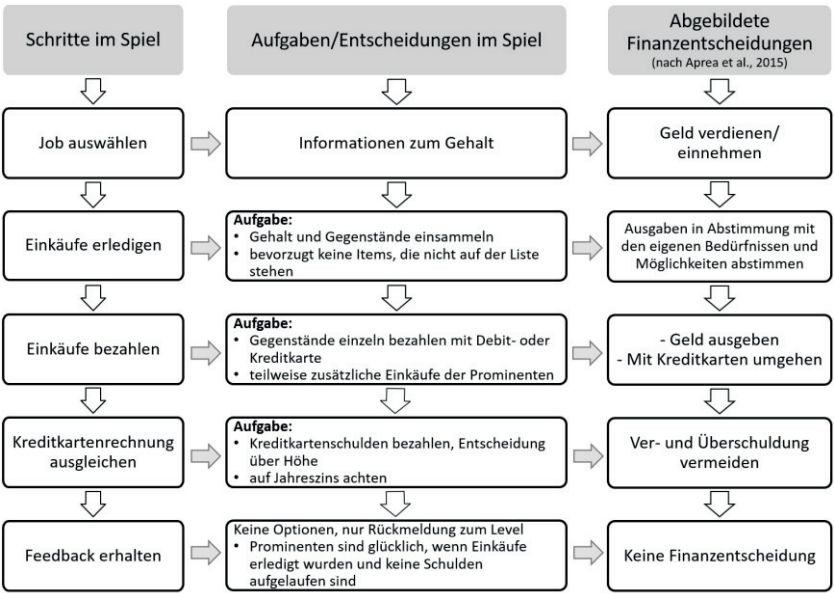 Schritte im Spiel
Aufgaben/Entscheidungen im Spiel
Abgebildete
Finanzentscheidungen
(nach Aprea et al., 2015)
Job auswählen
Informationen zum Gehalt
Geld verdienen/
einnehmen
Einkäufe erledigen
Aufgabe:
• Gehalt und Gegenstände einsammeln
• bevorzugt keine Items, die nicht auf der Liste
stehen
Ausgaben in Abstimmung mit
den eigenen Bedürfnissen und
Möglichkeiten abstimmen
Einkäufe bezahlen
Aufgabe:
• Gegenstände einzeln bezahlen mit Debit- oder
Kreditkarte
• teilweise zusätzliche Einkäufe der Prominenten
- Geld ausgeben
- Mit Kreditkarten umgehen
Kreditkartenrechnung
ausgleichen
Aufgabe:
• Kreditkartenschulden bezahlen, Entscheidung
über Höhe
• auf Jahreszins achten
Ver- und Überschuldung
vermeiden
Feedback erhalten
Keine Optionen, nur Rückmeldung zum Level
• Prominenten sind glücklich, wenn Einkäufe
erledigt wurden und keine Schulden
aufgelaufen sind
Keine Finanzentscheidung